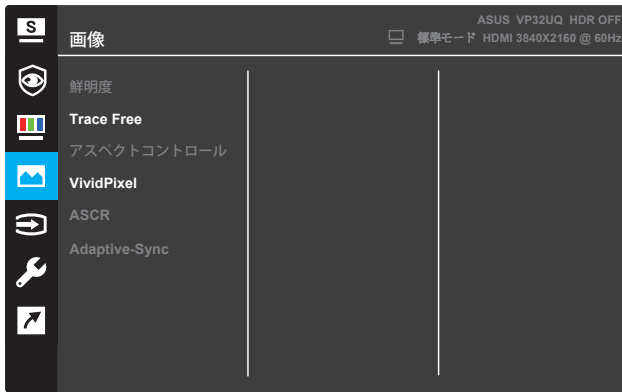 S
ASUS VP32UQ HDR OFF
画像
標準モード HDMI 3840X2160 @ 60Hz
鮮明度
Trace Free
アスペクトコントロール
VividPixel
ASCR
Adaptive-Sync